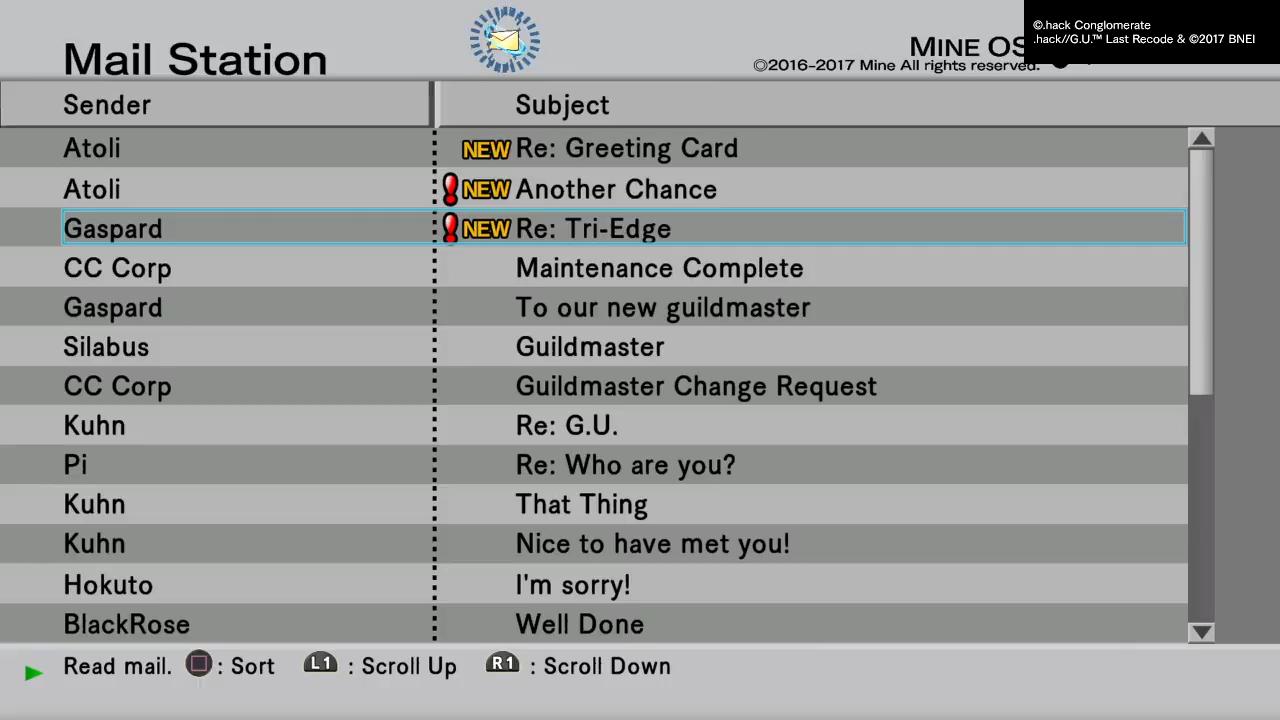 ©.hack Conglomerate
.hack//G.U.™ Last Recode & ©2017 BNEI
Mail Station
MINE OS
©2016-2017 Mine All rights reserved.
Sender Subject
Atoli NEW Re: Greeting Card
Atoli NEW Another Chance
Gaspard NEW Re: Tri-Edge
CC Corp Maintenance Complete
Gaspard To our new guildmaster
Silabus Guildmaster
CC Corp Guildmaster Change Request
Kuhn Re: G.U.
Pi Re: Who are you?
Kuhn That Thing
Kuhn Nice to have met you!
Hokuto I'm sorry!
BlackRose Well Done
Read mail. : Sort L1 : Scroll Up R1 : Scroll Down